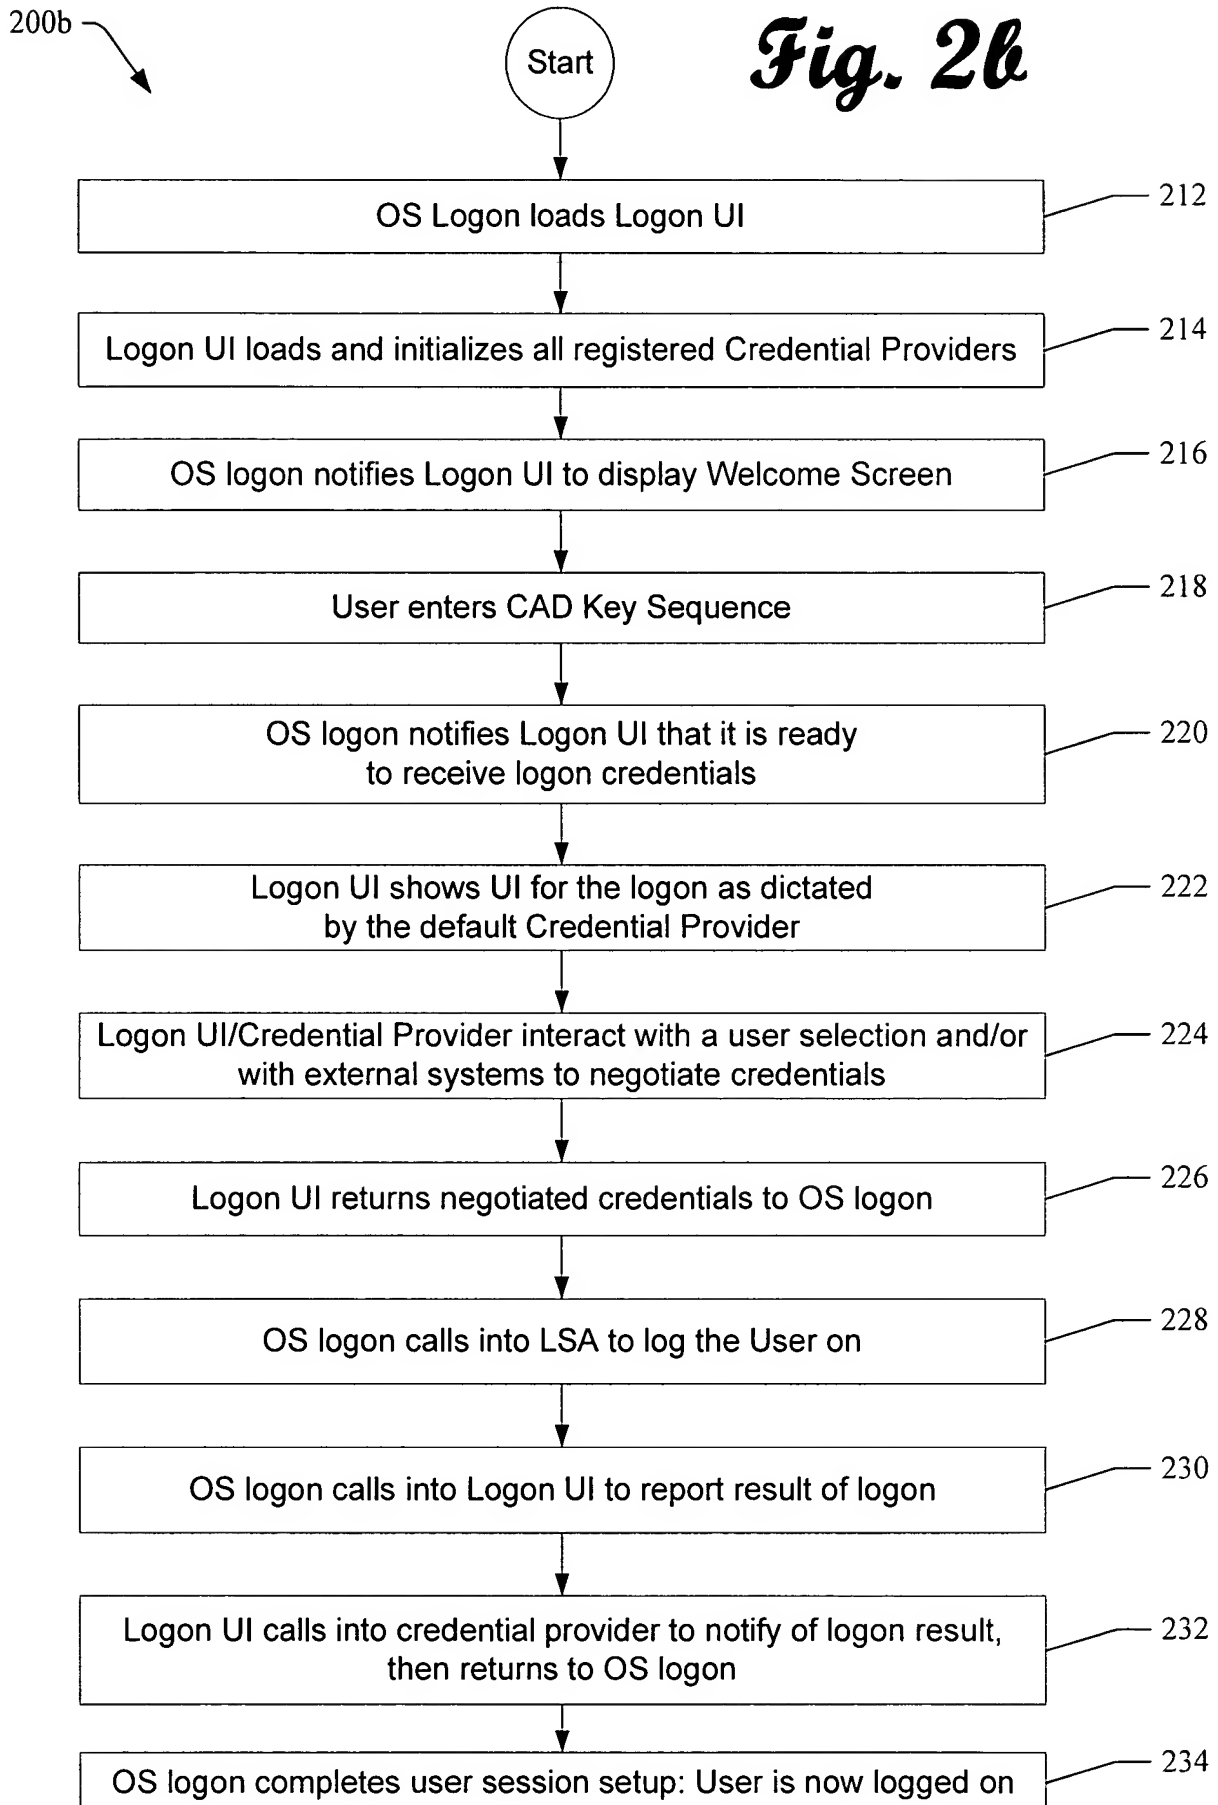 200b
Start
Fig. 2b
OS Logon loads Logon UI
212
Logon UI loads and initializes all registered Credential Providers
214
OS logon notifies Logon UI to display Welcome Screen
216
User enters CAD Key Sequence
218
OS logon notifies Logon UI that it is ready
to receive logon credentials
220
Logon UI shows UI for the logon as dictated
by the default Credential Provider
222
Logon UI/Credential Provider interact with a user selection and/or
with external systems to negotiate credentials
224
Logon UI returns negotiated credentials to OS logon
226
OS logon calls into LSA to log the User on
228
OS logon calls into Logon UI to report result of logon
230
Logon UI calls into credential provider to notify of logon result,
then returns to OS logon
232
OS logon completes user session setup: User is now logged on
234